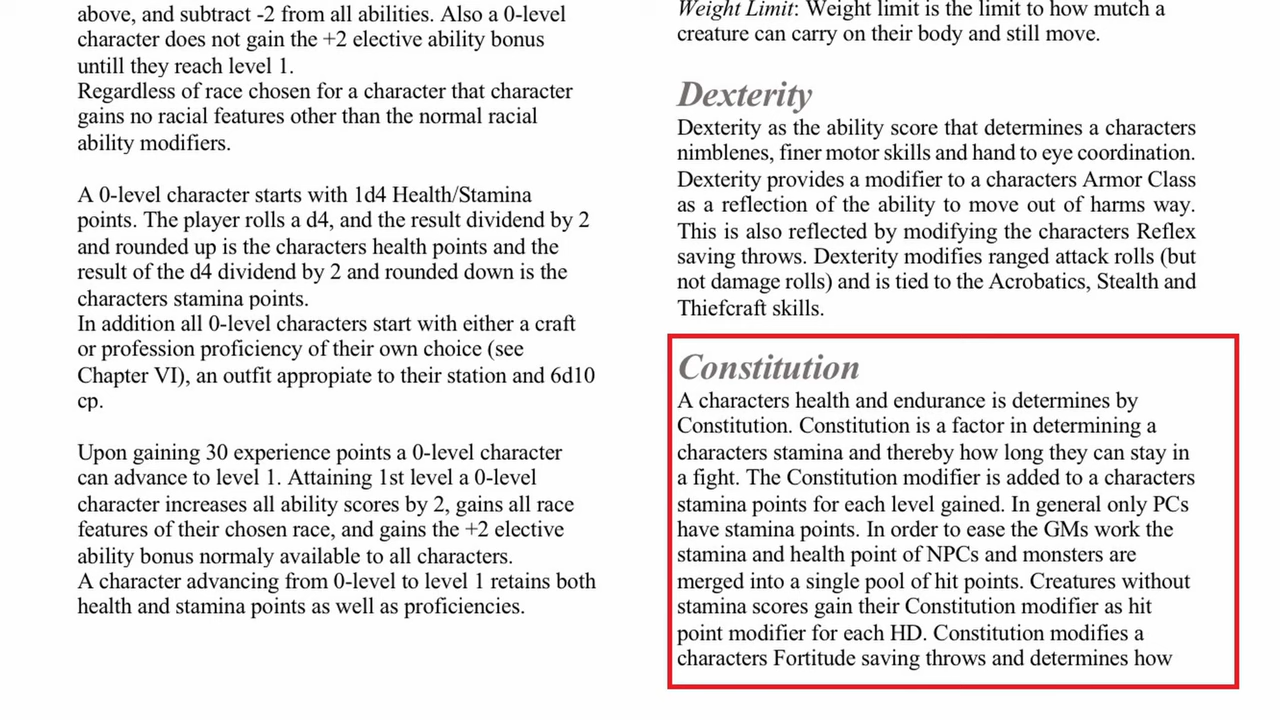 above, and subtract -2 from all abilities. Also a 0-level
character does not gain the +2 elective ability bonus
untill they reach level 1.
Regardless of race chosen for a character that character
gains no racial features other than the normal racial
ability modifiers.
A 0-level character starts with 1d4 Health/Stamina
points. The player rolls a d4, and the result dividend by 2
and rounded up is the characters health points and the
result of the d4 dividend by 2 and rounded down is the
characters stamina points.
In addition all 0-level characters start with either a craft
or profession proficiency of their own choice (see
Chapter VI), an outfit appropiate to their station and 6d10
cp.
Upon gaining 30 experience points a 0-level character
can advance to level 1. Attaining 1st level a 0-level
character increases all ability scores by 2, gains all race
features of their chosen race, and gains the +2 elective
ability bonus normaly available to all characters.
A character advancing from 0-level to level 1 retains both
health and stamina points as well as proficiencies.
Weight Limit: Weight limit is the limit to how mutch a
creature can carry on their body and still move.
Dexterity
Dexterity as the ability score that determines a characters
nimblenes, finer motor skills and hand to eye coordination.
Dexterity provides a modifier to a characters Armor Class
as a reflection of the ability to move out of harms way.
This is also reflected by modifying the characters Reflex
saving throws. Dexterity modifies ranged attack rolls (but
not damage rolls) and is tied to the Acrobatics, Stealth and
Thiefcraft skills.
Constitution
A characters health and endurance is determines by
Constitution. Constitution is a factor in determining a
characters stamina and thereby how long they can stay in
a fight. The Constitution modifier is added to a characters
stamina points for each level gained. In general only PCs
have stamina points. In order to ease the GMs work the
stamina and health point of NPCs and monsters are
merged into a single pool of hit points. Creatures without
stamina scores gain their Constitution modifier as hit
point modifier for each HD. Constitution modifies a
characters Fortitude saving throws and determines how